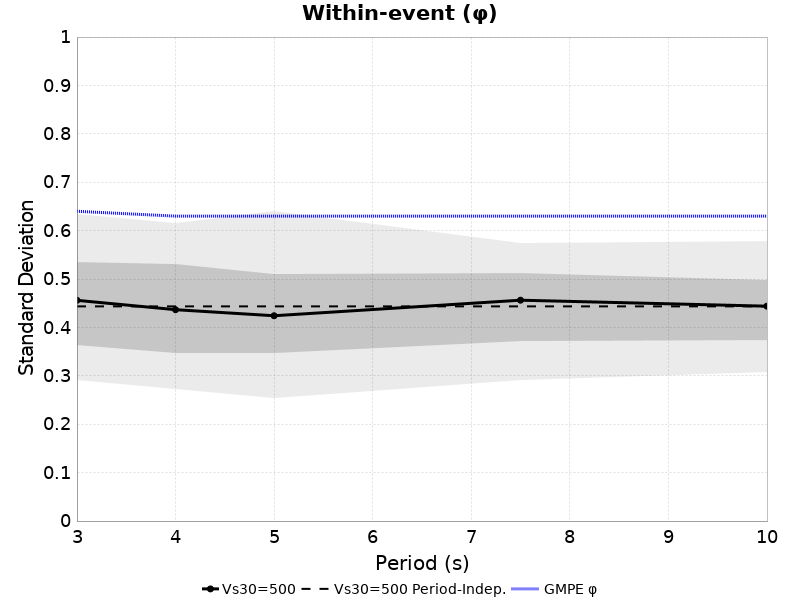 Within-event (φ)
1
0.9
0.8
0.7
0.6
0.5
0.4
0.3
0.2
0.1
0
Standard Deviation
3 4 5 6 7 8 9 10
Period (s)
Vs30=500 Vs30=500 Period-Indep. GMPE φ